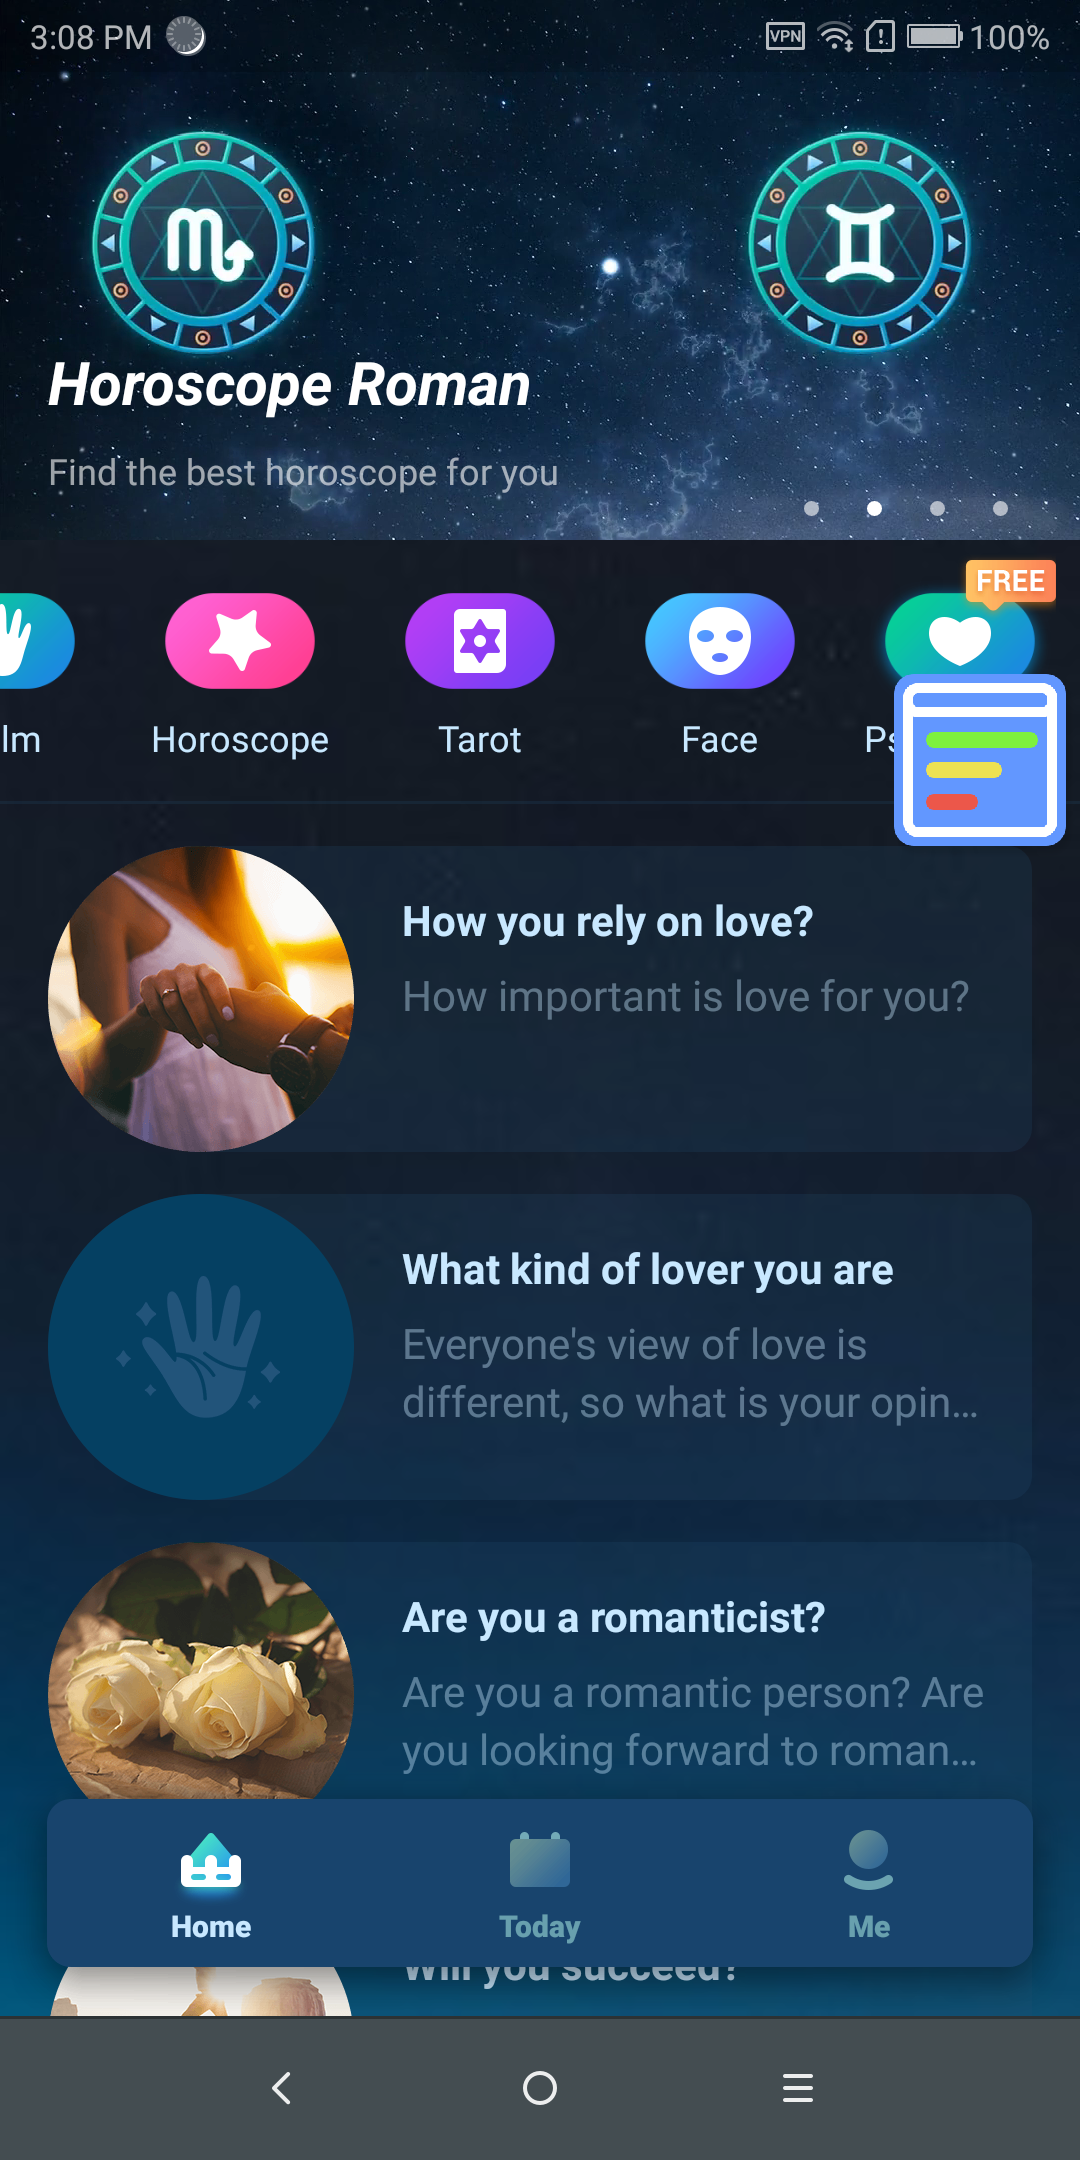 3:08 PM
VPN
100%
Horoscope Roman
Find the best horoscope for you
FREE
lm
Horoscope
Tarot
Face
Ps
How you rely on love?
How important is love for you?
What kind of lover you are
Everyone's view of love is
different, so what is your opin...
Are you a romanticist?
Are you a romantic person? Are
you looking forward to roman...
Home
Today
Me
Will you succeed?